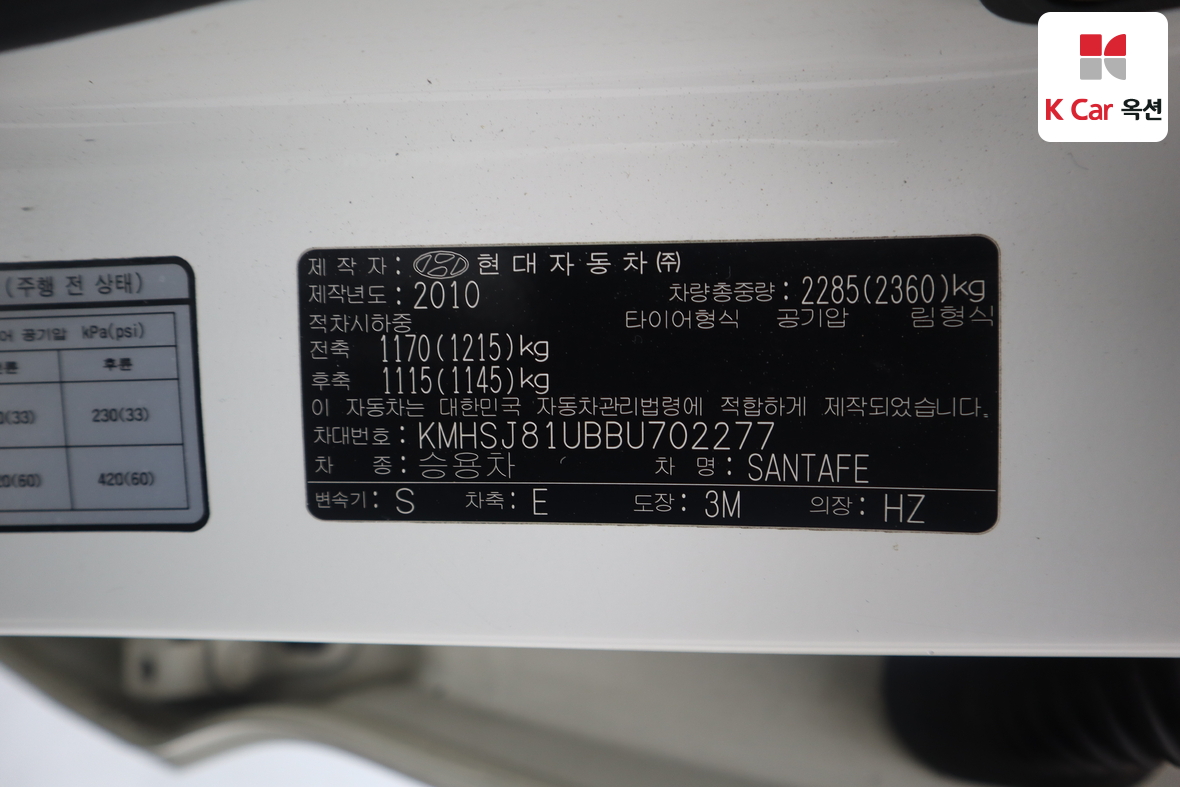 K Car 옥션
(주행 전 상태)
공기압 kPa(psi)
후륜
(33) 230(33)
(60) 420(60)
제 작 자 : 현 대 자 동 차 ㈜
제작년도 : 2010 차량총중량 : 2285(2360)kg
적차시하중 타이어형식 공기압 림형식
전축 1170(1215)kg
후축 1115(1145)kg
이 자동차는 대한민국 자동차관리법령에 적합하게 제작되었습니다.
차대번호 : KMHSJ81UBBU702277
차 종 : 승용차 차 명 : SANTAFE
변속기 : S 차축 : E 도장 : 3M 의장 : HZ